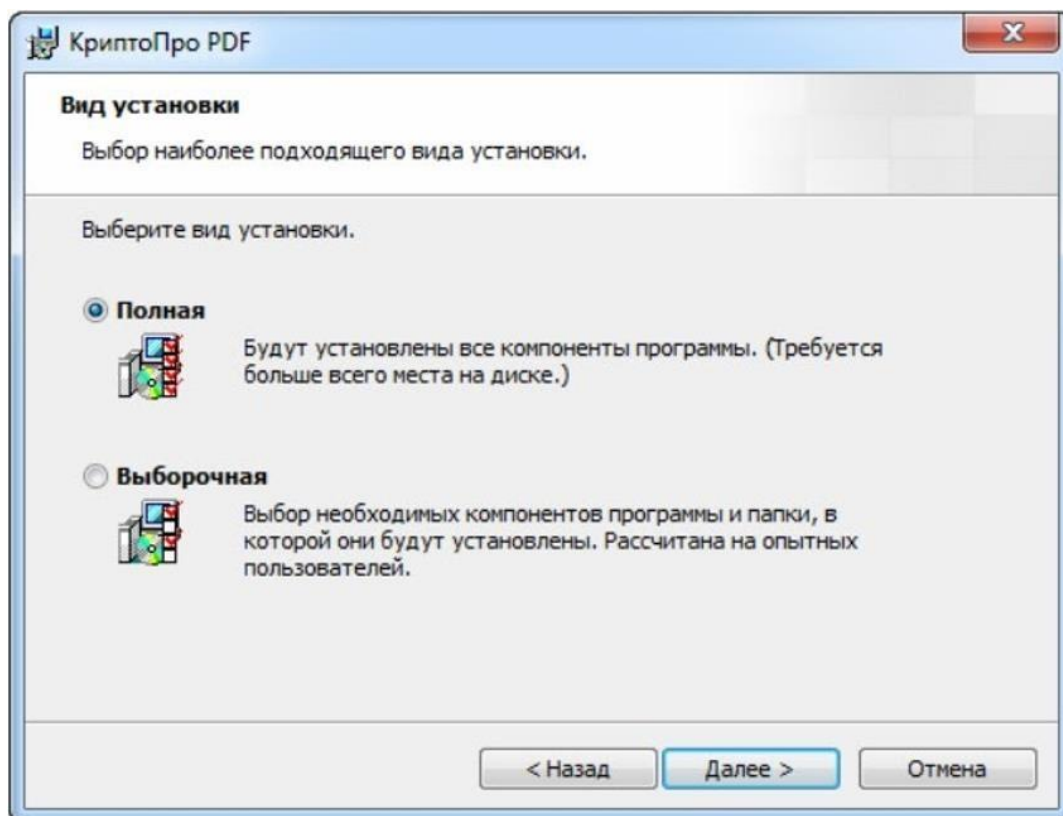 КриптоПро PDF
Вид установки
Выбор наиболее подходящего вида установки.
Выберите вид установки.
Полная
Будут установлены все компоненты программы. (Требуется
больше всего места на диске.)
Выборочная
Выбор необходимых компонентов программы и папки, в
которой они будут установлены. Рассчитана на опытных
пользователей.
< Назад
Далее >
Отмена